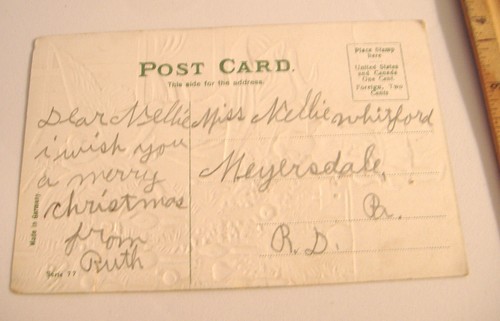 POST CARD.
This side for the address.
Place Stamp
here
United States
and Canada
One Cent.
Foreign, Two
Cents
Dear Nellie
i wish you
a merry
christmas
from
Ruth
Miss Nellie Whitford
Meyersdale,
Pa.
R. D.
Made in Germany